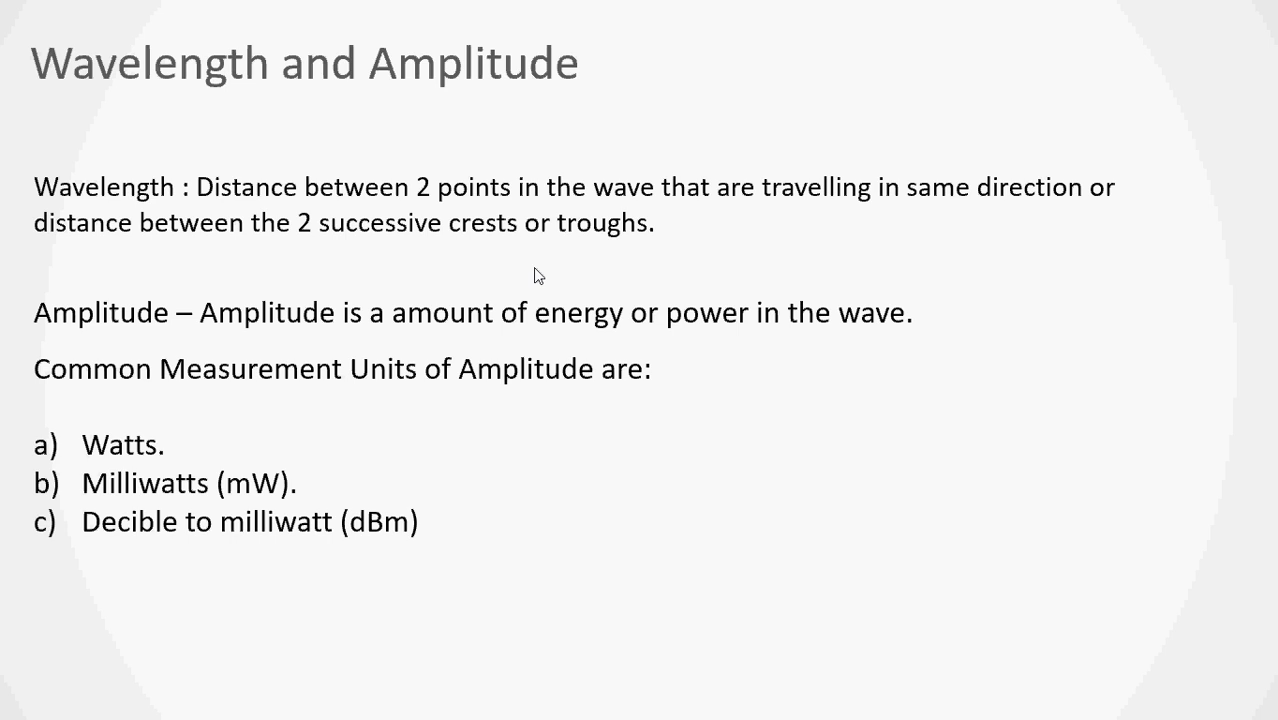 Wavelength and Amplitude
Wavelength : Distance between 2 points in the wave that are travelling in same direction or
distance between the 2 successive crests or troughs.
Amplitude – Amplitude is a amount of energy or power in the wave.
Common Measurement Units of Amplitude are:
a) Watts.
b) Milliwatts (mW).
c) Decible to milliwatt (dBm)